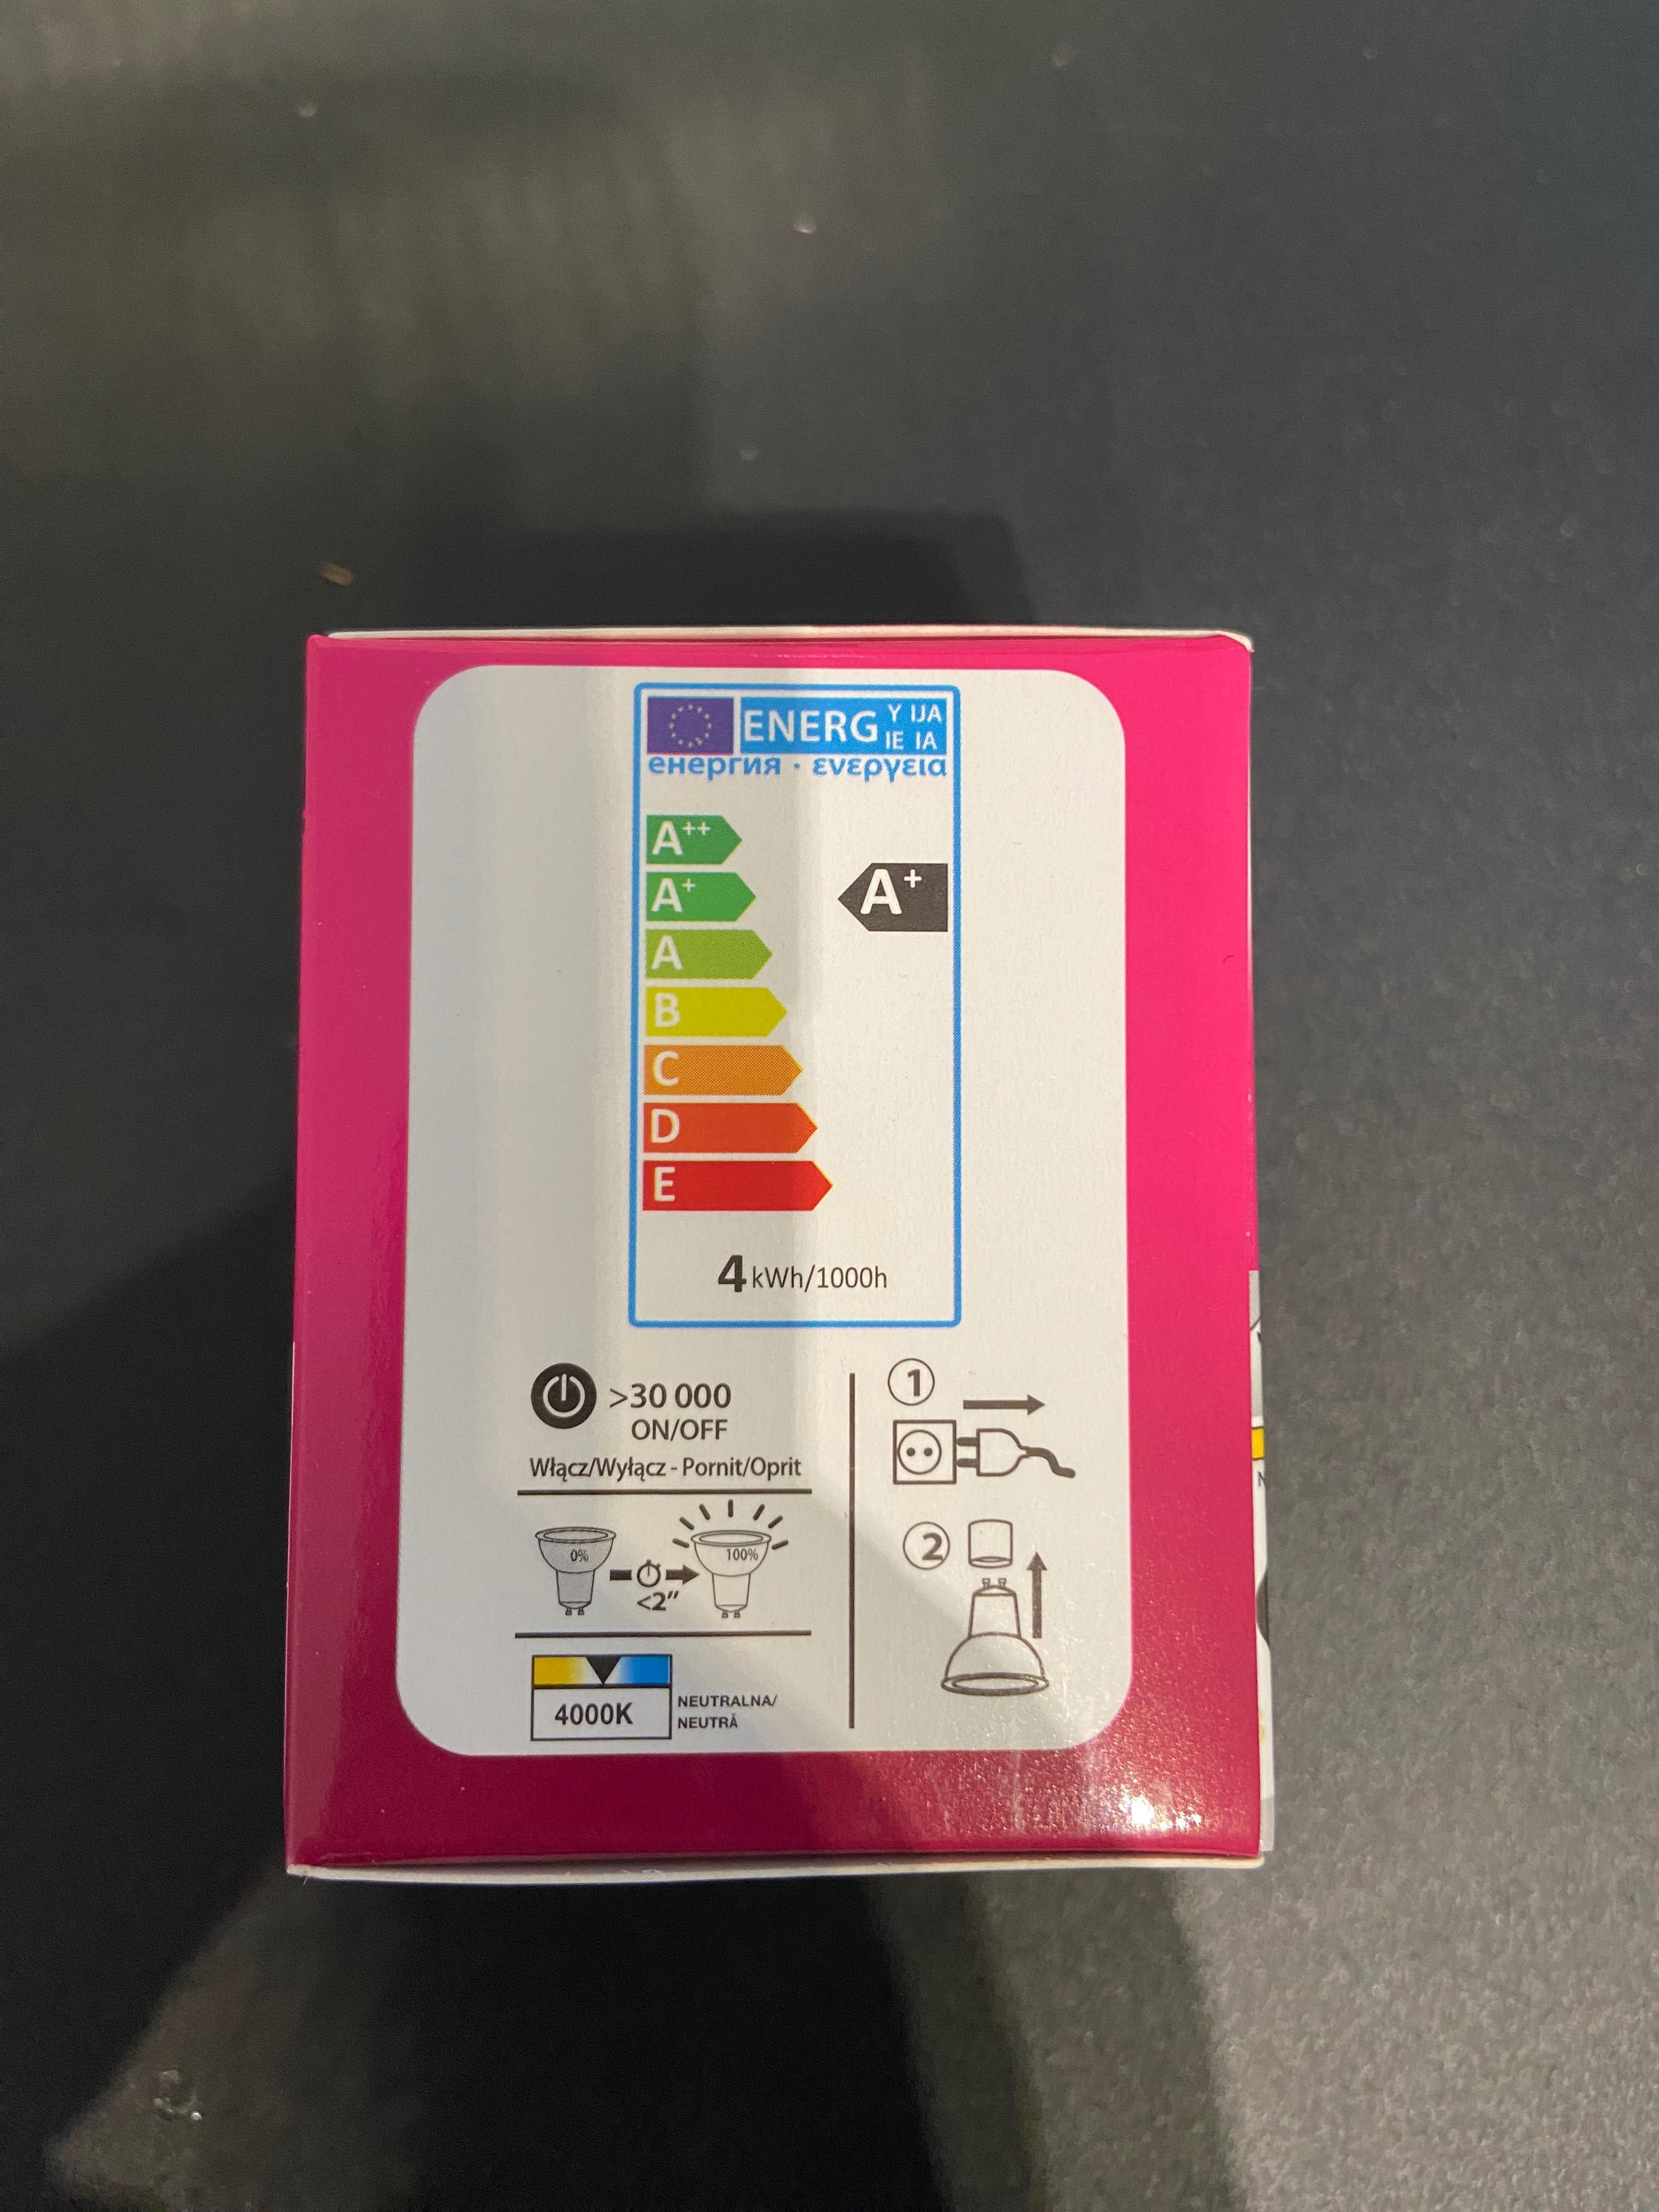 ENERG Y IJA
IE IA
енергия · ενεργεια
A++
A+
A+
A
B
C
D
E
4 kWh/1000h
>30 000
ON/OFF
Włącz/Wyłącz - Pornit/Oprit
0%
100%
<2"
4000K
NEUTRALNA/
NEUTRĂ
1
2